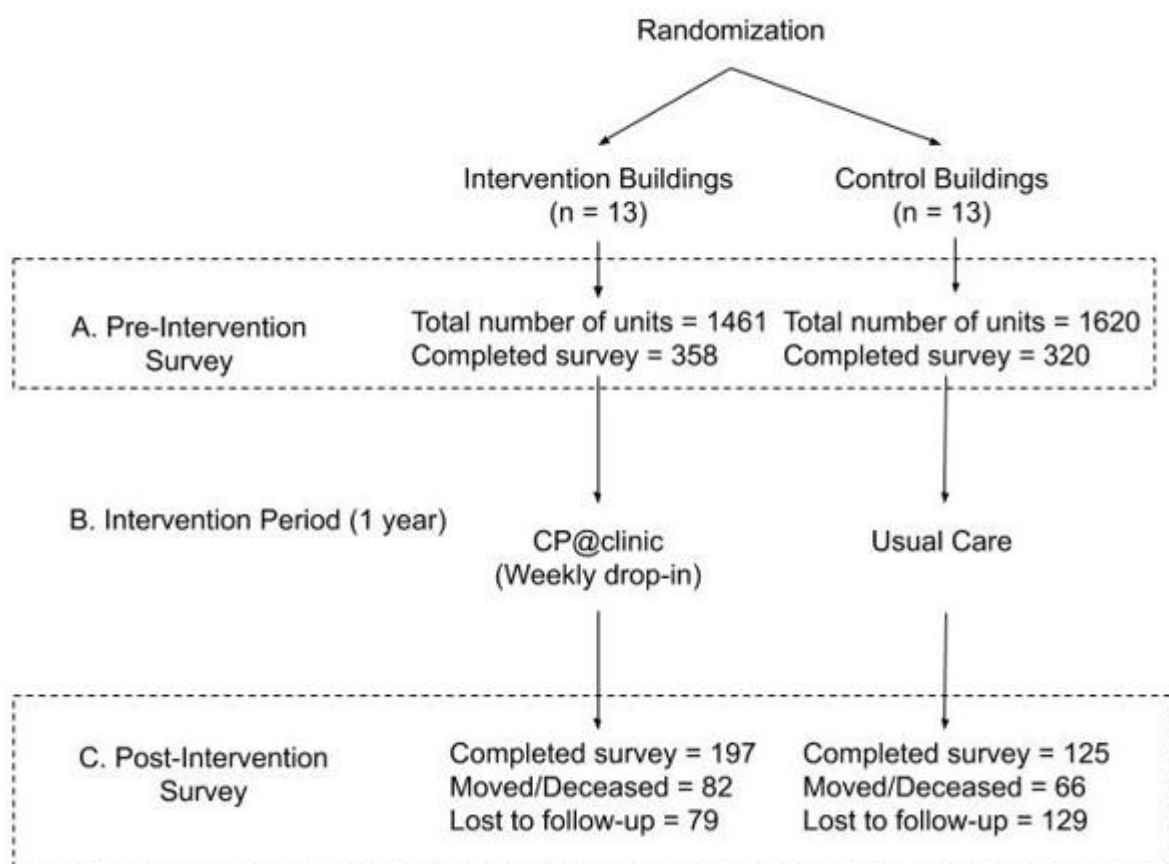 Randomization
Intervention Buildings
(n = 13)
Control Buildings
(n = 13)
A. Pre-Intervention
Survey
Total number of units = 1461
Completed survey = 358
Total number of units = 1620
Completed survey = 320
B. Intervention Period (1 year)
CP@clinic
(Weekly drop-in)
Usual Care
C. Post-Intervention
Survey
Completed survey = 197
Moved/Deceased = 82
Lost to follow-up = 79
Completed survey = 125
Moved/Deceased = 66
Lost to follow-up = 129